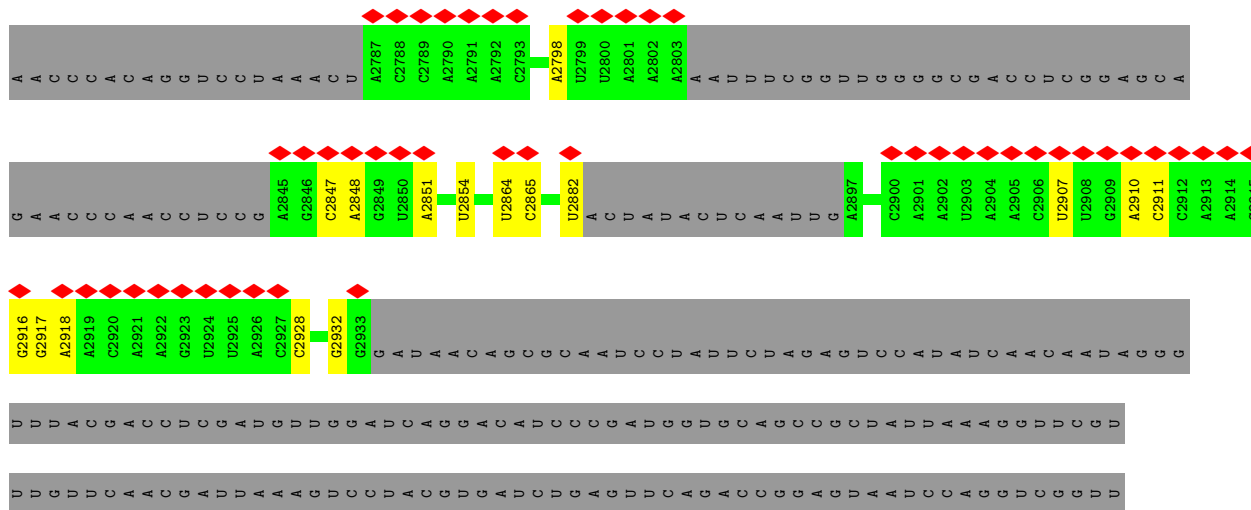 A A C C C A C A G G U C C U A A A C U A2787 C2788 C2789 A2790 A2791 A2792 C2793 A2798 U2799 U2800 A2801 A2802 A2803 A A U U U C G G U U G G G G C G A C C U C G G A G C A
G A A C C C A A C C U C C G A2845 G2846 C2847 A2848 G2849 U2850 A2851 U2854 U2864 C2865 U2882 A C U A U A C U C A A U U G A2897 C2900 A2901 A2902 U2903 A2904 A2905 C2906 U2907 U2908 G2909 A2910 C2911 C2912 A2913 A2914
G2916 G2917 A2918 A2919 C2920 A2921 A2922 G2923 U2924 U2925 A2926 C2927 C2928 G2932 G2933 G A U A A C A G C G C A A U C C U A U U C U A G A G U C C A U A U C A A C A A U A G G G
U U U A C G A C C U C G A U G U U G G A U C A G G A C A U C C C G A U G G U G C A G C C G C U A U U A A A G G U U C G U
U U G U U C A A C G A U U A A A G U C C U A C G U G A U C U G A G U U C A G A C C G G A G U A A U C C A G G U C G G U U